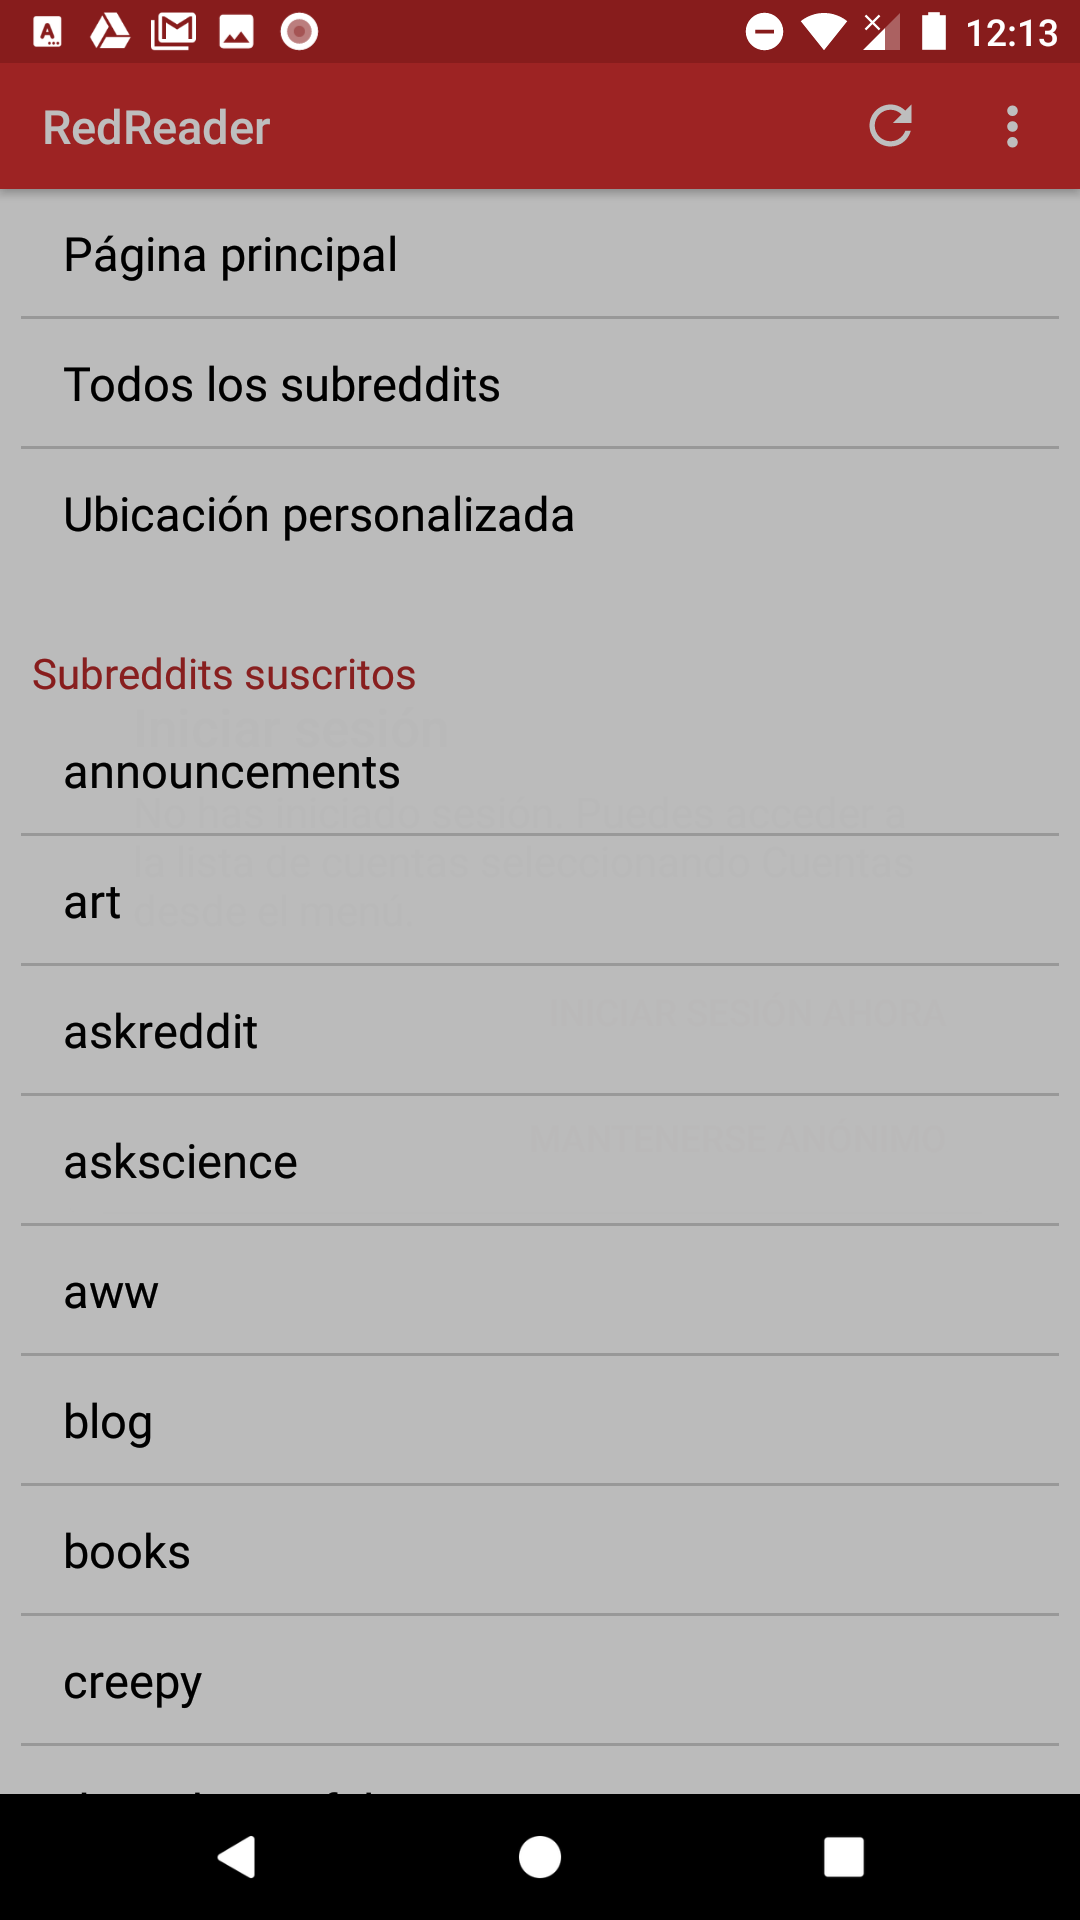 12:13
RedReader
Página principal
Todos los subreddits
Ubicación personalizada
Subreddits suscritos
Iniciar sesión
announcements
No has iniciado sesión. Puedes acceder a
la lista de cuentas seleccionando Cuentas
desde el menú.
art
INICIAR SESIÓN AHORA
askreddit
MANTENERSE ANÓNIMO
askscience
aww
blog
books
creepy